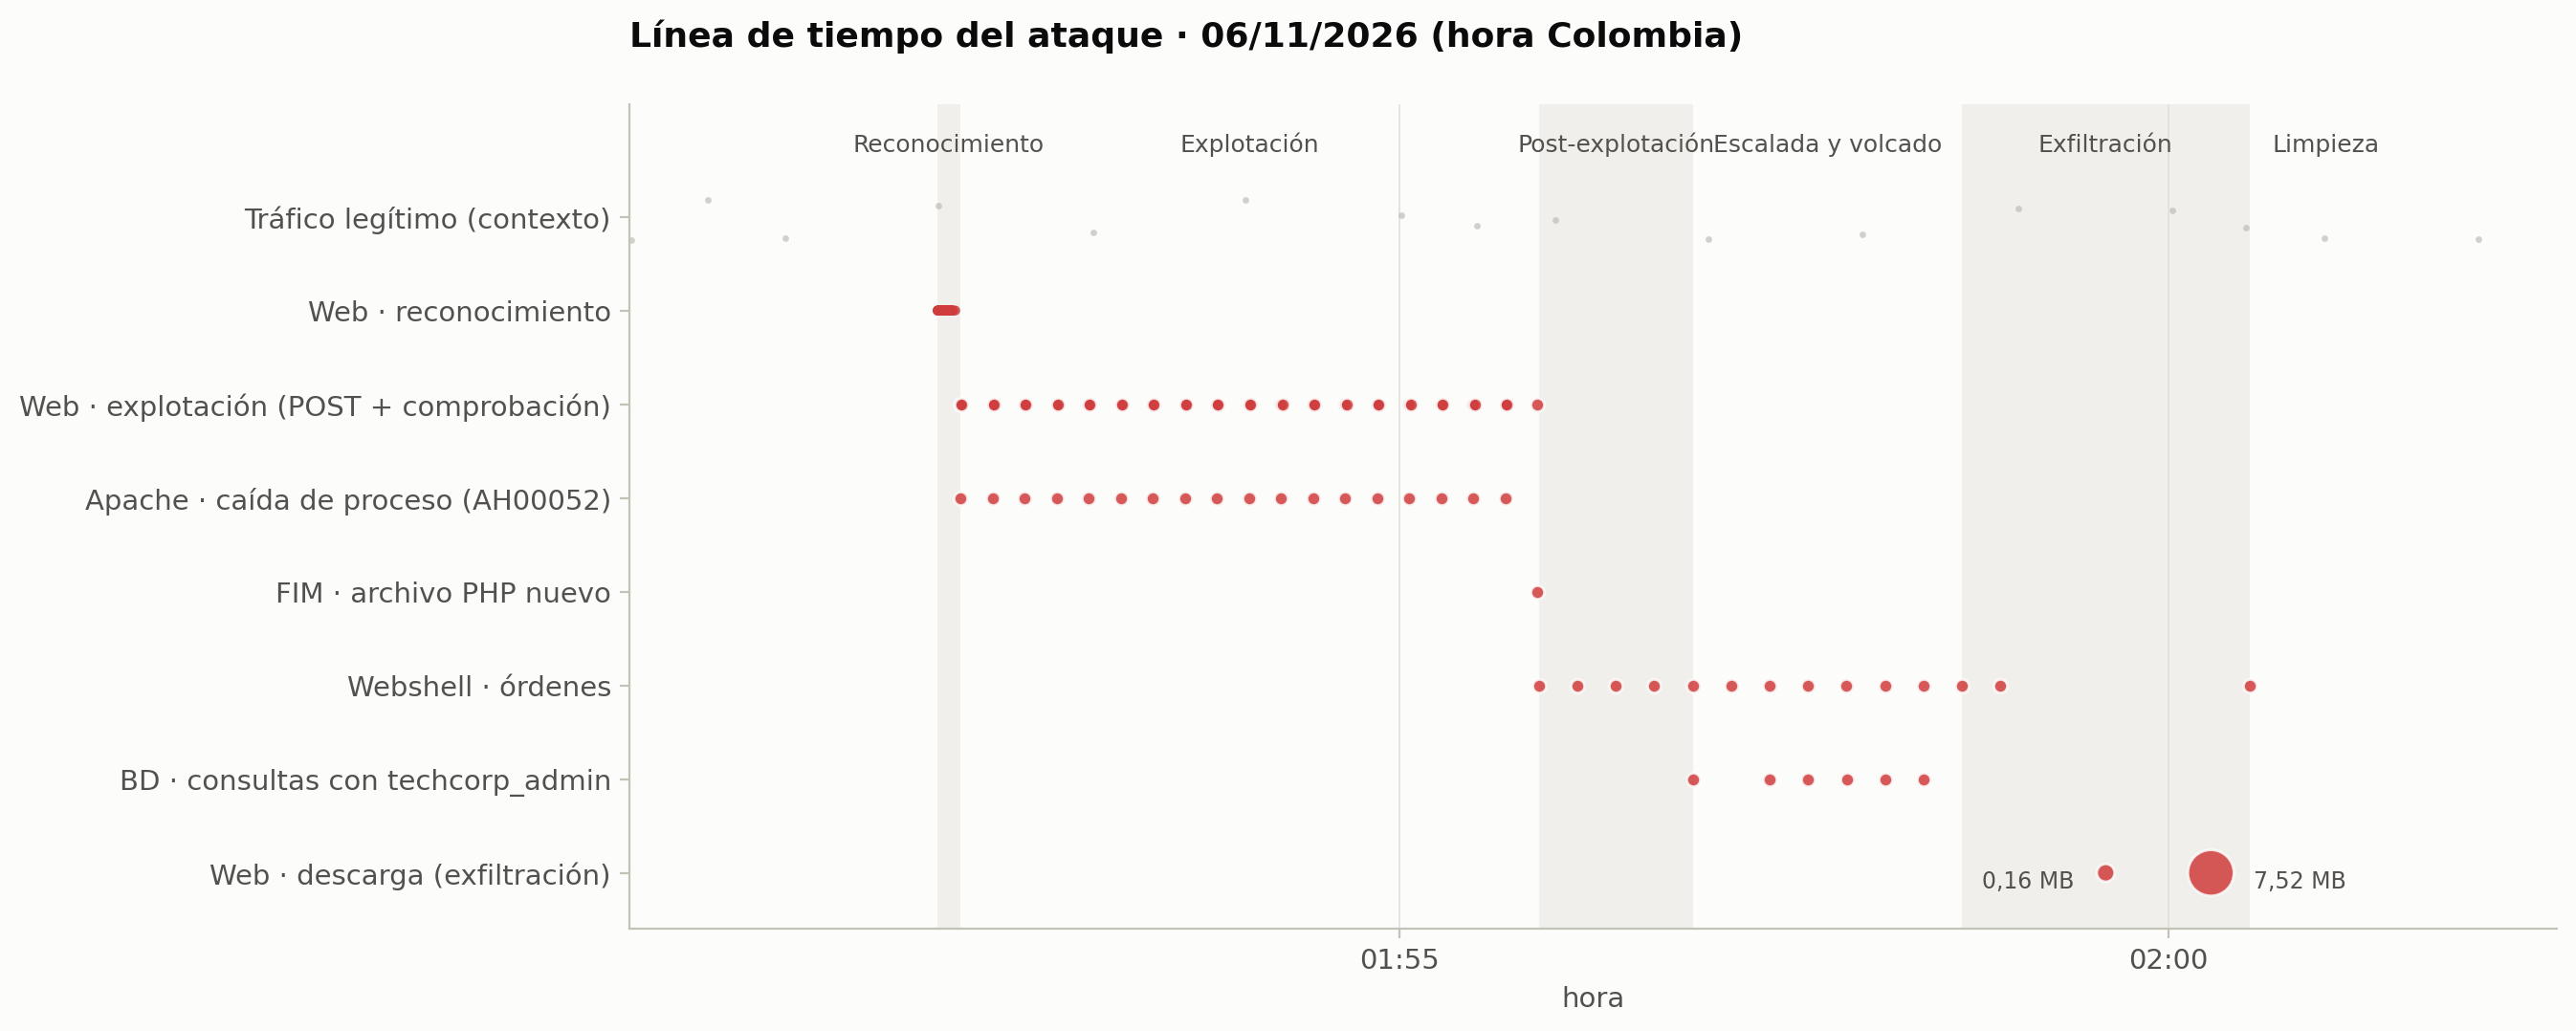 Línea de tiempo del ataque · 06/11/2026 (hora Colombia)
Reconocimiento
Explotación
Post-explotación
Escalada y volcado
Exfiltración
Limpieza
Tráfico legítimo (contexto)
Web · reconocimiento
Web · explotación (POST + comprobación)
Apache · caída de proceso (AH00052)
FIM · archivo PHP nuevo
Webshell · órdenes
BD · consultas con techcorp_admin
Web · descarga (exfiltración)
0,16 MB
7,52 MB
01:55
02:00
hora